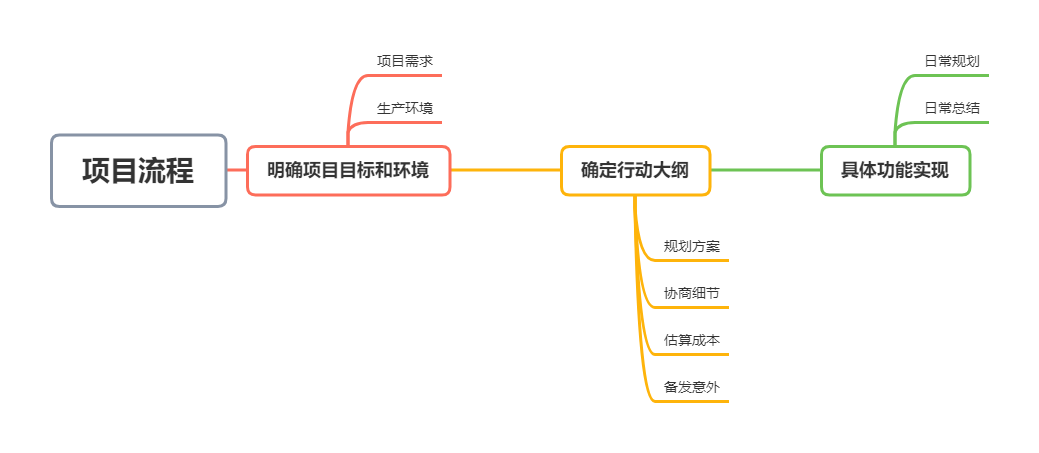 项目流程
明确项目目标和环境
项目需求
生产环境
确定行动大纲
规划方案
协商细节
估算成本
备发意外
具体功能实现
日常规划
日常总结